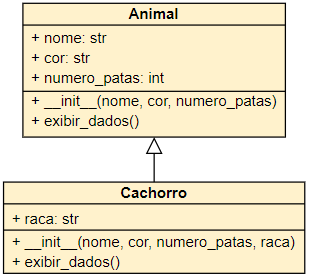 Animal
+ nome: str
+ cor: str
+ numero_patas: int
+ __init__(nome, cor, numero_patas)
+ exibir_dados()
Cachorro
+ raca: str
+ __init__(nome, cor, numero_patas, raca)
+ exibir_dados()